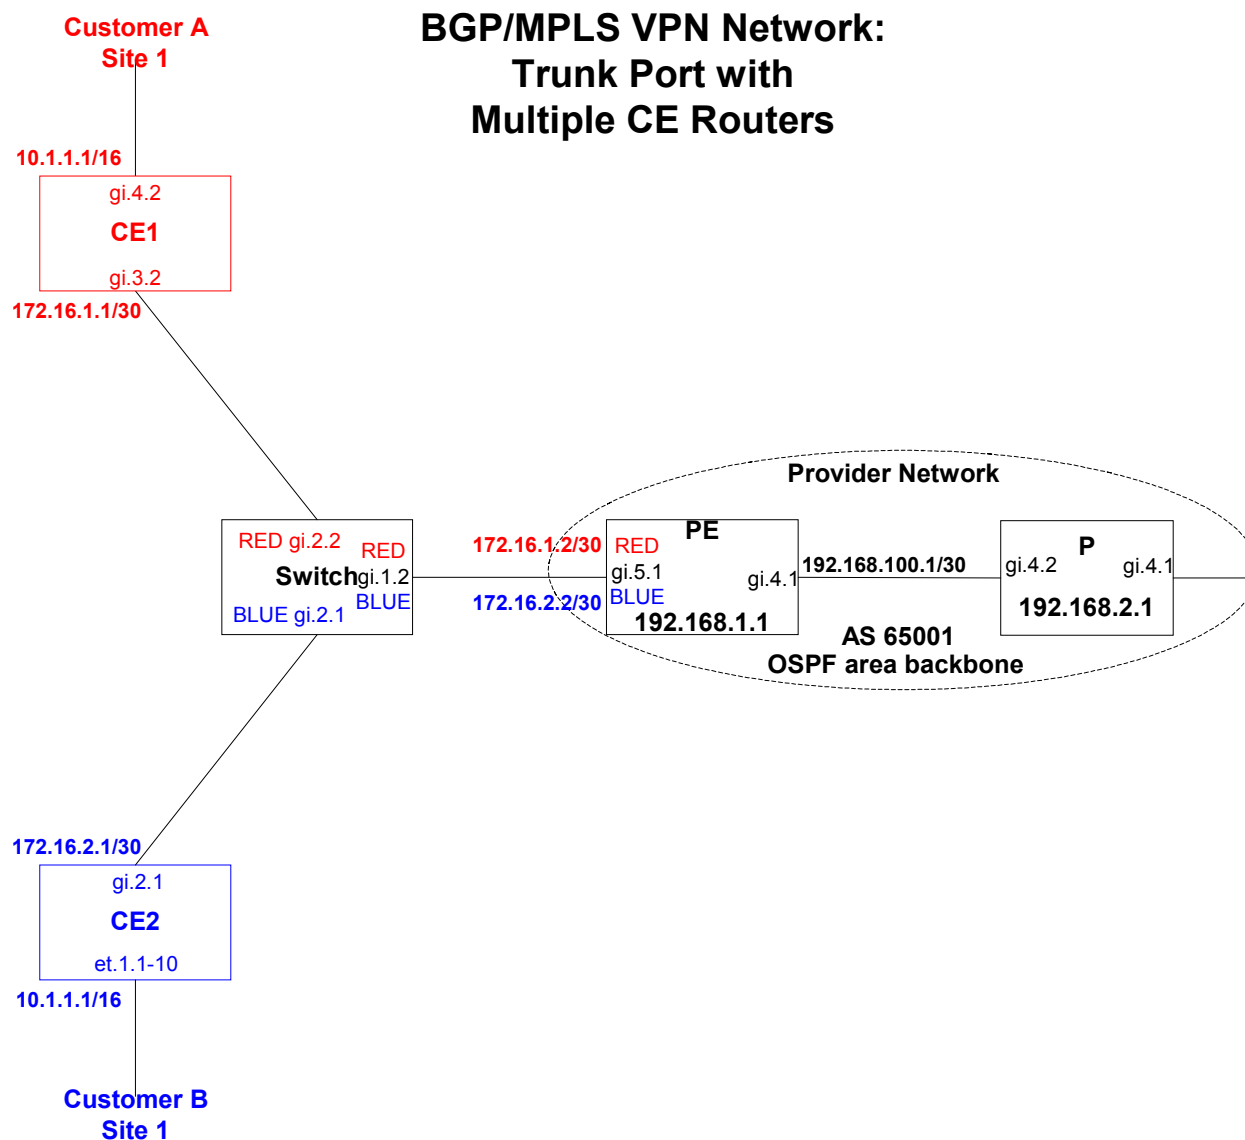 Customer A
Site 1
BGP/MPLS VPN Network:
Trunk Port with
Multiple CE Routers
10.1.1.1/16
gi.4.2
CE1
gi.3.2
172.16.1.1/30
Provider Network
RED gi.2.2
RED
Switch
gi.1.2
BLUE
BLUE gi.2.1
172.16.1.2/30
172.16.2.2/30
RED
PE
gi.5.1
gi.4.1
BLUE
192.168.1.1
192.168.100.1/30
P
gi.4.2
gi.4.1
192.168.2.1
AS 65001
OSPF area backbone
172.16.2.1/30
gi.2.1
CE2
et.1.1-10
10.1.1.1/16
Customer B
Site 1